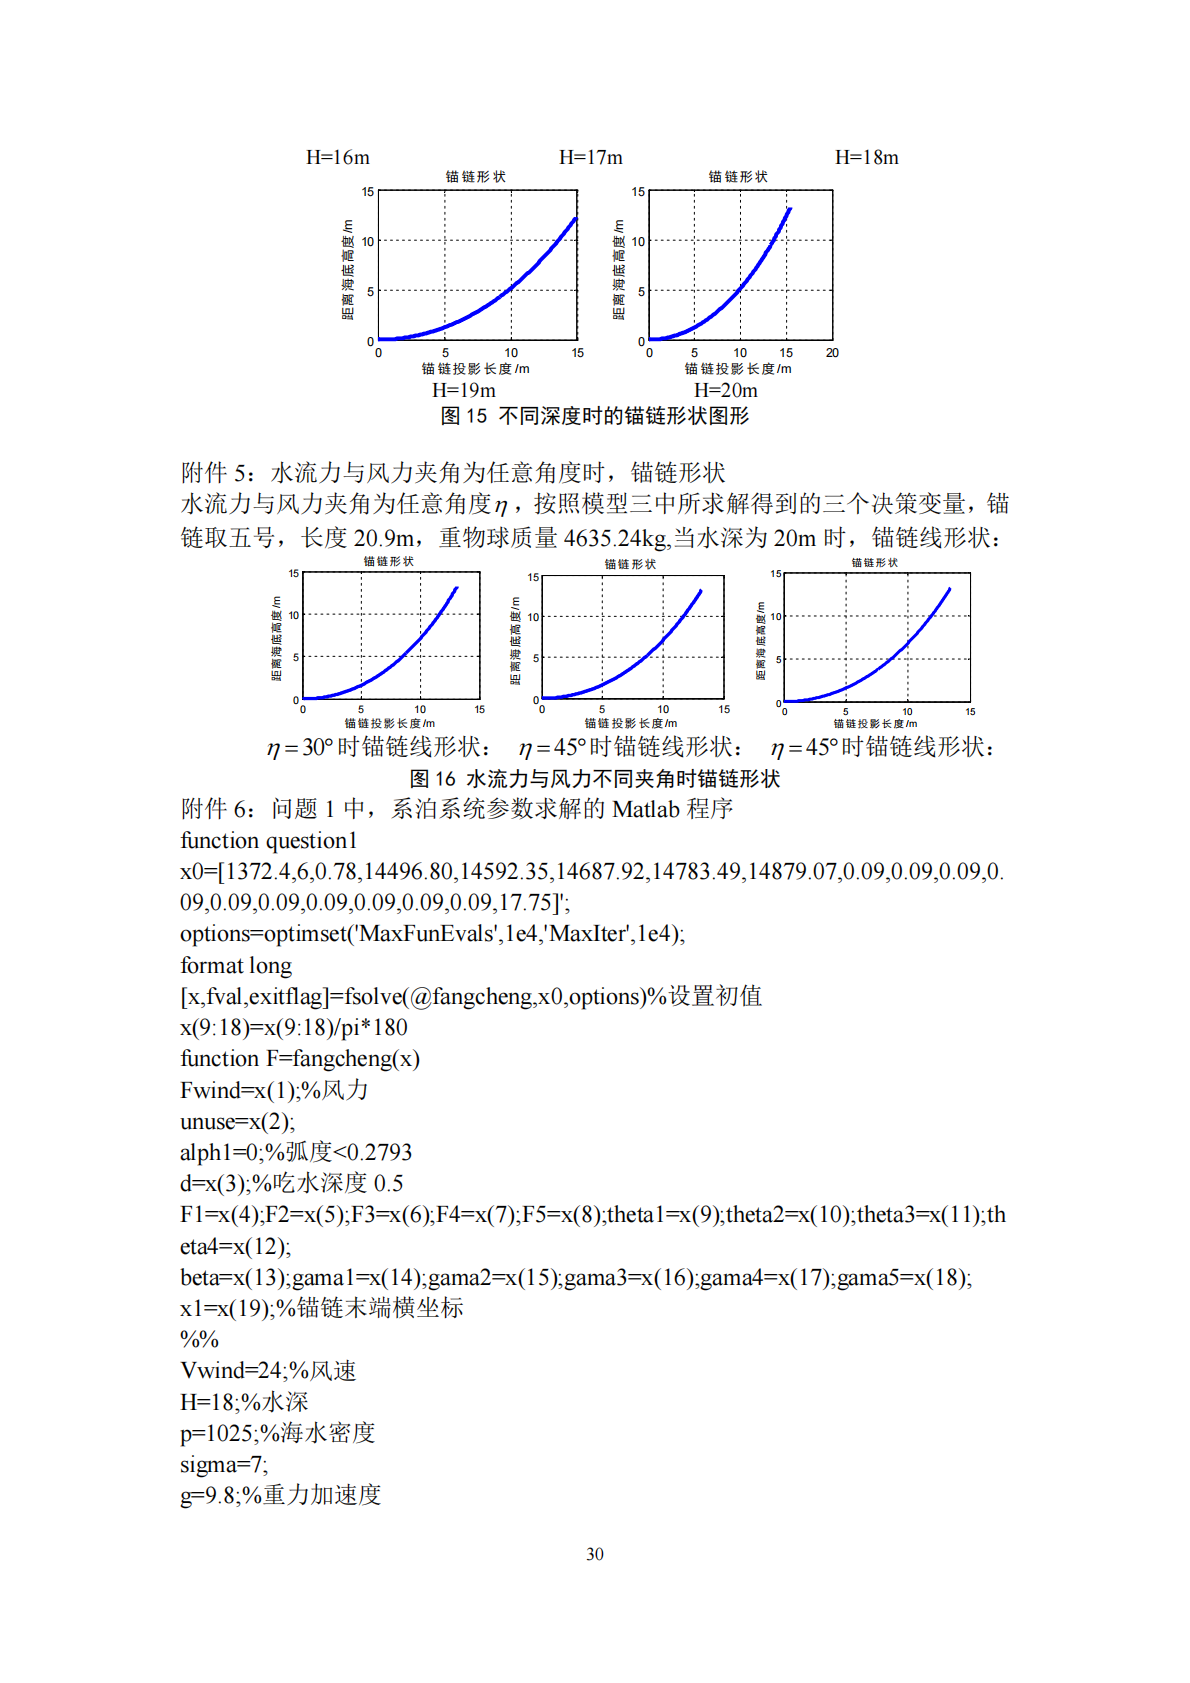 H=16m H=17m H=18m
锚链形状 锚链形状
15 10 5 0
距离海底高度/m
0 5 10 15
锚链投影长度/m
15 10 5 0
距离海底高度/m
0 5 10 15 20
锚链投影长度/m
H=19m H=20m
图 15 不同深度时的锚链形状图形
附件 5：水流力与风力夹角为任意角度时，锚链形状
水流力与风力夹角为任意角度η，按照模型三中所求解得到的三个决策变量，锚
链取五号，长度 20.9m，重物球质量 4635.24kg,当水深为 20m 时，锚链线形状：
锚链形状 锚链形状 锚链形状
15 10 5 0
距离海底高度/m
0 5 10 15
锚链投影长度/m
15 10 5 0
距离海底高度/m
0 5 10 15
锚链投影长度/m
15 10 5 0
距离海底高度/m
0 5 10 15
锚链投影长度/m
η=30°时锚链线形状： η=45°时锚链线形状： η=45°时锚链线形状：
图 16 水流力与风力不同夹角时锚链形状
附件 6：问题 1 中，系泊系统参数求解的 Matlab 程序
function question1
x0=[1372.4,6,0.78,14496.80,14592.35,14687.92,14783.49,14879.07,0.09,0.09,0.09,0.
09,0.09,0.09,0.09,0.09,0.09,0.09,17.75]';
options=optimset('MaxFunEvals',1e4,'MaxIter',1e4);
format long
[x,fval,exitflag]=fsolve(@fangcheng,x0,options)%设置初值
x(9:18)=x(9:18)/pi*180
function F=fangcheng(x)
Fwind=x(1);%风力
unuse=x(2);
alph1=0;%弧度<0.2793
d=x(3);%吃水深度 0.5
F1=x(4);F2=x(5);F3=x(6);F4=x(7);F5=x(8);theta1=x(9);theta2=x(10);theta3=x(11);th
eta4=x(12);
beta=x(13);gama1=x(14);gama2=x(15);gama3=x(16);gama4=x(17);gama5=x(18);
x1=x(19);%锚链末端横坐标
%%
Vwind=24;%风速
H=18;%水深
p=1025;%海水密度
sigma=7;
g=9.8;%重力加速度
30